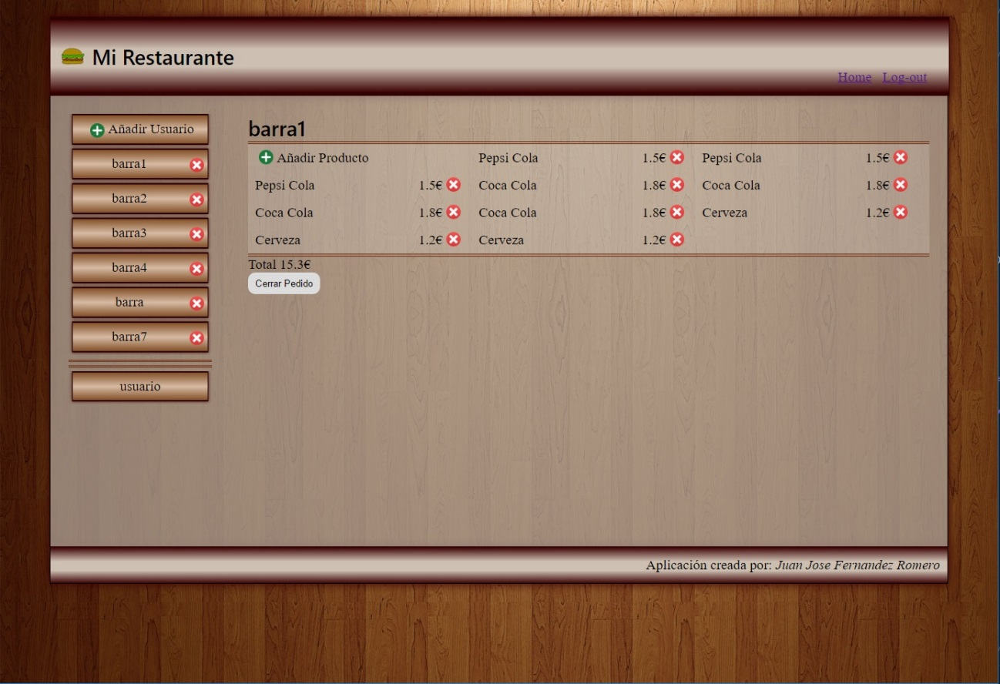 Mi Restaurante
Home Log-out
Añadir Usuario
barra1
barra2
barra3
barra4
barra
barra7
usuario
barra1
Añadir Producto Pepsi Cola 1.5€ Pepsi Cola 1.5€
Pepsi Cola 1.5€ Coca Cola 1.8€ Coca Cola 1.8€
Coca Cola 1.8€ Coca Cola 1.8€ Cerveza 1.2€
Cerveza 1.2€ Cerveza 1.2€
Total 15.3€
Cerrar Pedido
Aplicación creada por: Juan Jose Fernandez Romero